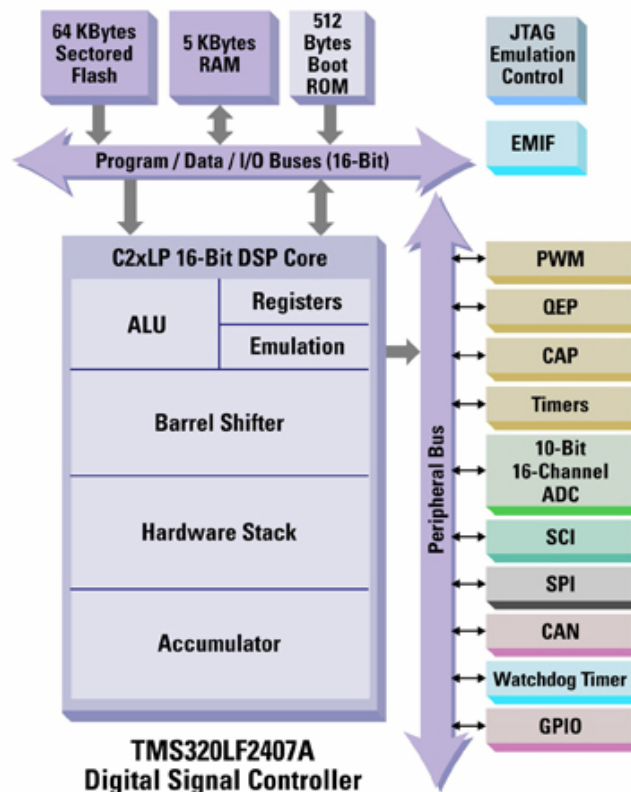 64 KBytes
Sectored
Flash
5 KBytes
RAM
512
Bytes
Boot
ROM
JTAG
Emulation
Control
EMIF
Program / Data / I/O Buses (16-Bit)
C2xLP 16-Bit DSP Core
ALU
Registers
Emulation
Barrel Shifter
Hardware Stack
Accumulator
Peripheral Bus
PWM
QEP
CAP
Timers
10-Bit
16-Channel
ADC
SCI
SPI
CAN
Watchdog Timer
GPIO
TMS320LF2407A
Digital Signal Controller